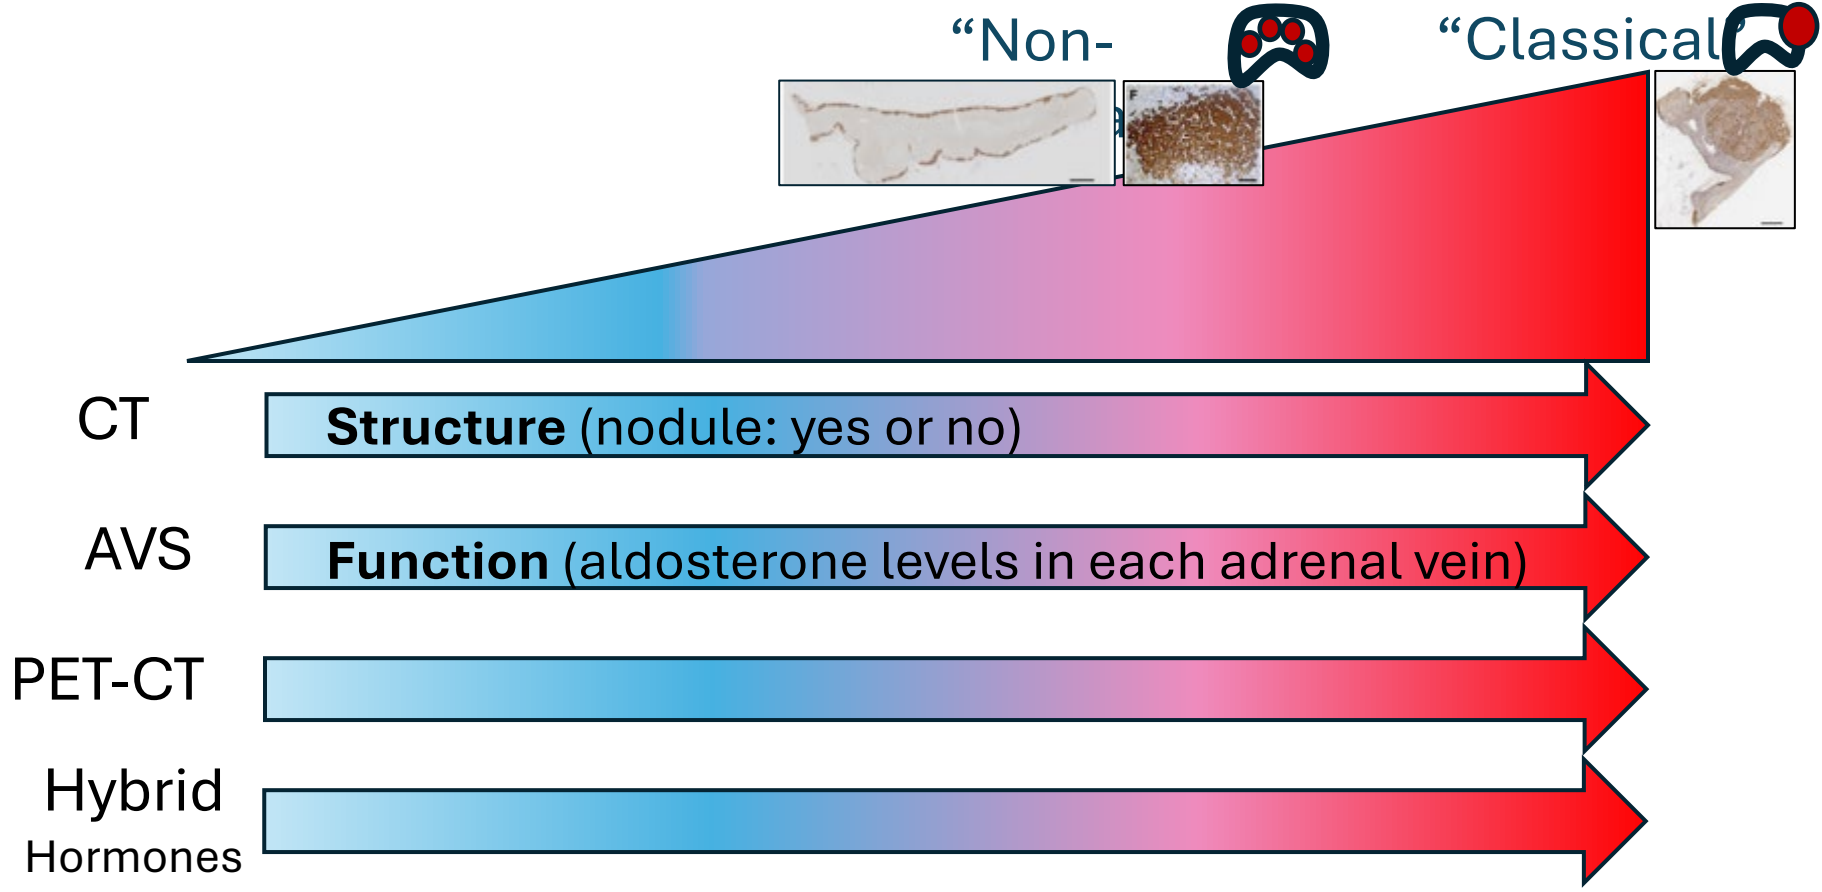 “Non-
“Classical”
F
CT
Structure (nodule: yes or no)
AVS
Function (aldosterone levels in each adrenal vein)
PET-CT
Hybrid
Hormones